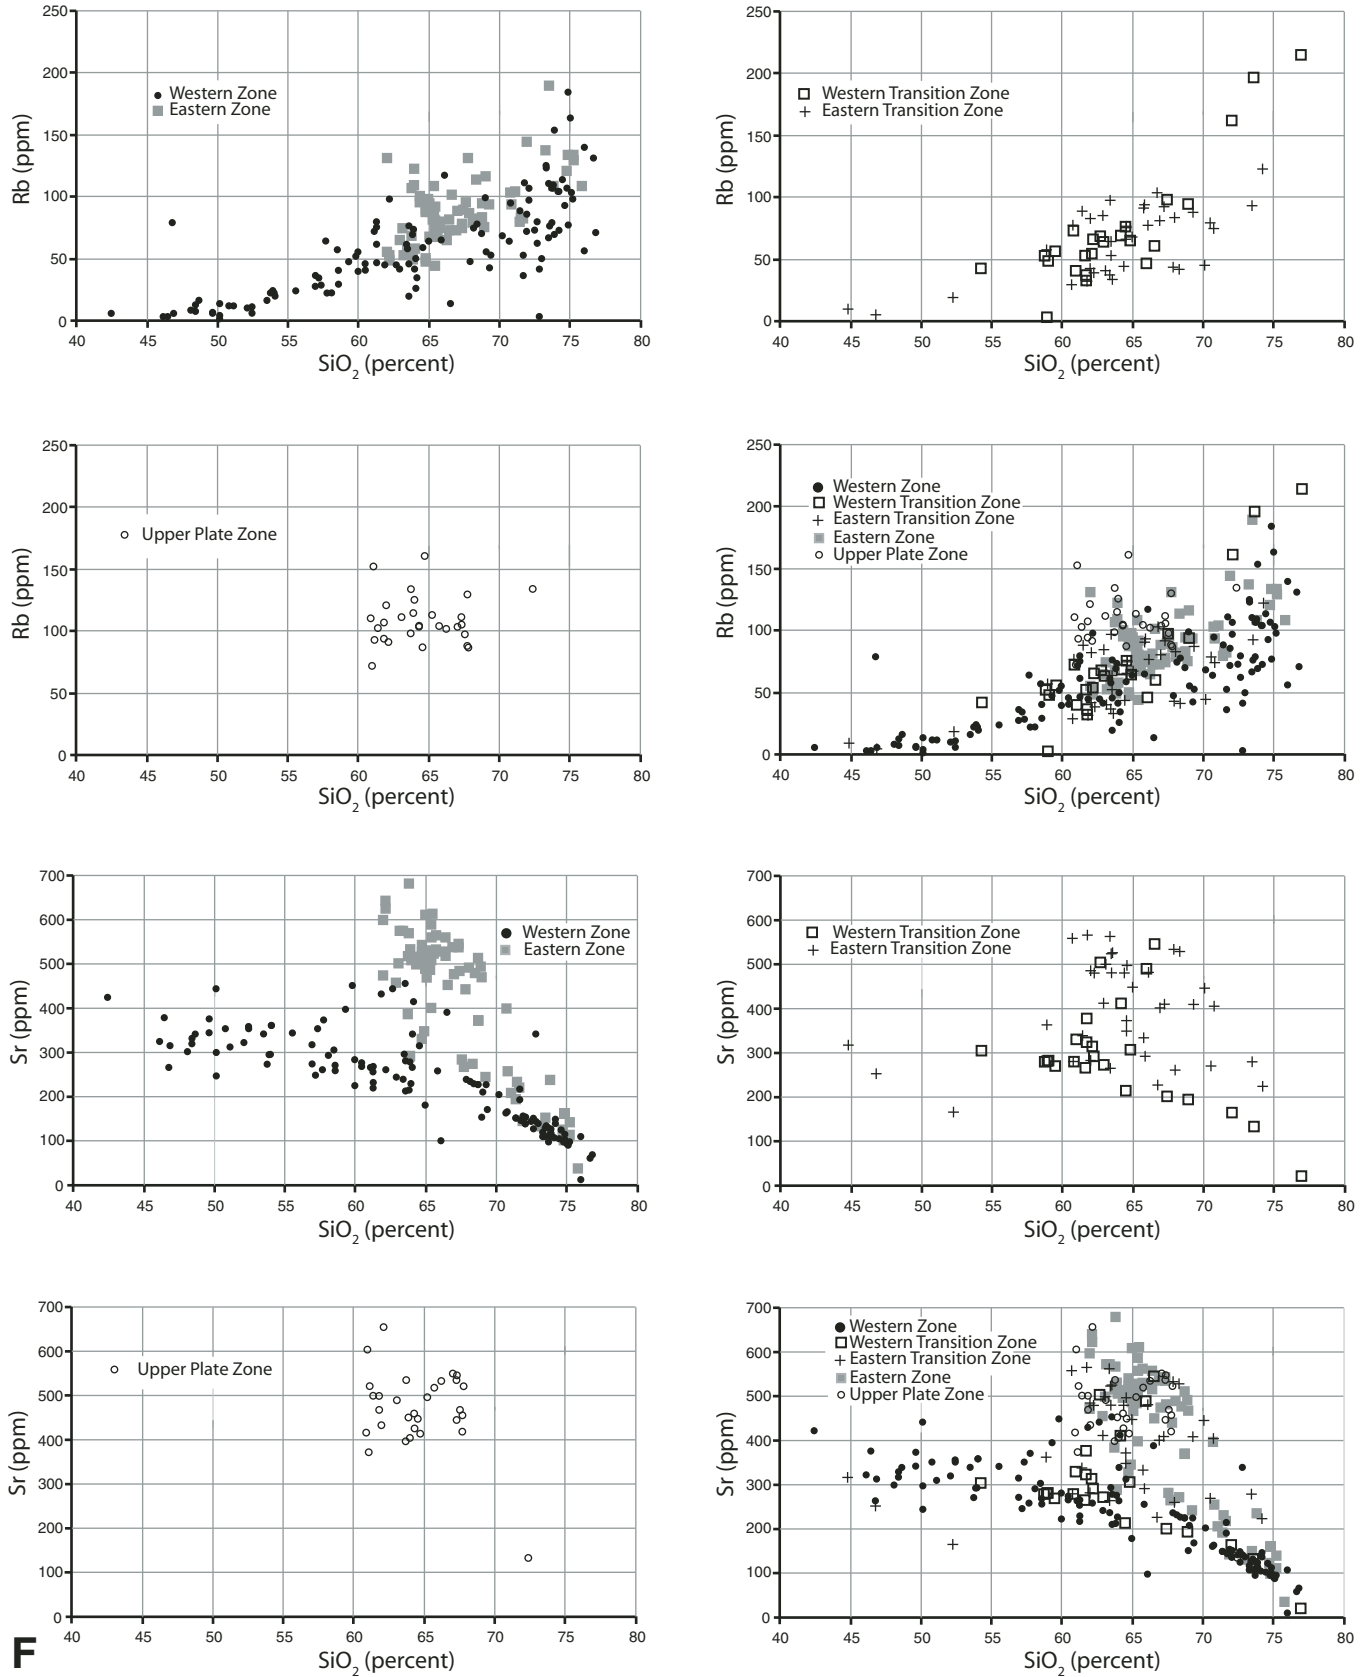 250
200
150
100
50
0
Rb (ppm)
Western Zone
Eastern Zone
40 45 50 55 60 65 70 75 80
SiO2 (percent)
250
200
150
100
50
0
Rb (ppm)
Western Transition Zone
Eastern Transition Zone
40 45 50 55 60 65 70 75 80
SiO2 (percent)
250
200
150
100
50
0
Rb (ppm)
Upper Plate Zone
40 45 50 55 60 65 70 75 80
SiO2 (percent)
250
200
150
100
50
0
Rb (ppm)
Western Zone
Western Transition Zone
Eastern Transition Zone
Eastern Zone
Upper Plate Zone
40 45 50 55 60 65 70 75 80
SiO2 (percent)
700
600
500
400
300
200
100
0
Sr (ppm)
Western Zone
Eastern Zone
40 45 50 55 60 65 70 75 80
SiO2 (percent)
700
600
500
400
300
200
100
0
Sr (ppm)
Western Transition Zone
Eastern Transition Zone
40 45 50 55 60 65 70 75 80
SiO2 (percent)
700
600
500
400
300
200
100
0
Sr (ppm)
Upper Plate Zone
40 45 50 55 60 65 70 75 80
SiO2 (percent)
700
600
500
400
300
200
100
0
Sr (ppm)
Western Zone
Western Transition Zone
Eastern Transition Zone
Eastern Zone
Upper Plate Zone
40 45 50 55 60 65 70 75 80
SiO2 (percent)
F